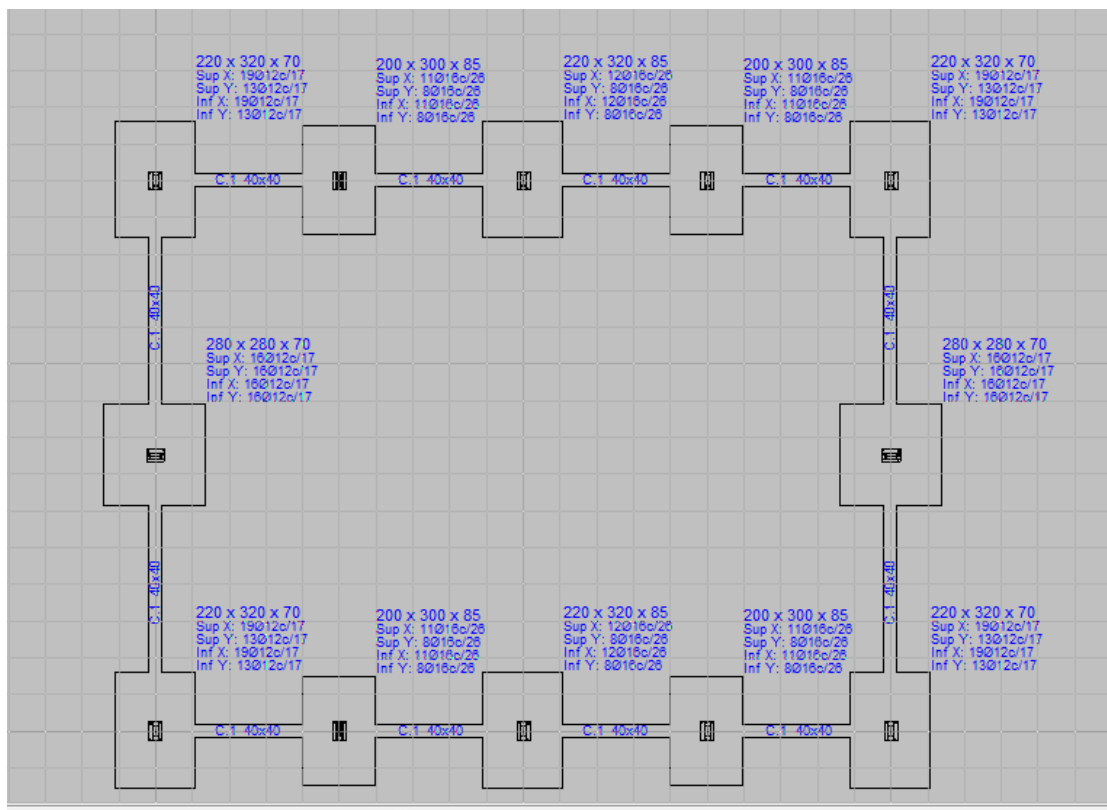 220 x 320 x 70
Sup X: 19Ø12c/17
Sup Y: 13Ø12c/17
Inf X: 19Ø12c/17
Inf Y: 13Ø12c/17
200 x 300 x 85
Sup X: 11Ø16c/26
Sup Y: 8Ø16c/26
Inf X: 11Ø16c/26
Inf Y: 8Ø16c/26
220 x 320 x 85
Sup X: 12Ø16c/26
Sup Y: 8Ø16c/26
Inf X: 12Ø16c/26
Inf Y: 8Ø16c/26
200 x 300 x 85
Sup X: 11Ø16c/26
Sup Y: 8Ø16c/26
Inf X: 11Ø16c/26
Inf Y: 8Ø16c/26
220 x 320 x 70
Sup X: 19Ø12c/17
Sup Y: 13Ø12c/17
Inf X: 19Ø12c/17
Inf Y: 13Ø12c/17
C.1 40x40
C.1 40x40
C.1 40x40
C.1 40x40
C.1 40x40
C.1 40x40
280 x 280 x 70
Sup X: 16Ø12c/17
Sup Y: 16Ø12c/17
Inf X: 16Ø12c/17
Inf Y: 16Ø12c/17
280 x 280 x 70
Sup X: 16Ø12c/17
Sup Y: 16Ø12c/17
Inf X: 16Ø12c/17
Inf Y: 16Ø12c/17
C.1 40x40
C.1 40x40
220 x 320 x 70
Sup X: 19Ø12c/17
Sup Y: 13Ø12c/17
Inf X: 19Ø12c/17
Inf Y: 13Ø12c/17
200 x 300 x 85
Sup X: 11Ø16c/26
Sup Y: 8Ø16c/26
Inf X: 11Ø16c/26
Inf Y: 8Ø16c/26
220 x 320 x 85
Sup X: 12Ø16c/26
Sup Y: 8Ø16c/26
Inf X: 12Ø16c/26
Inf Y: 8Ø16c/26
200 x 300 x 85
Sup X: 11Ø16c/26
Sup Y: 8Ø16c/26
Inf X: 11Ø16c/26
Inf Y: 8Ø16c/26
220 x 320 x 70
Sup X: 19Ø12c/17
Sup Y: 13Ø12c/17
Inf X: 19Ø12c/17
Inf Y: 13Ø12c/17
C.1 40x40
C.1 40x40
C.1 40x40
C.1 40x40